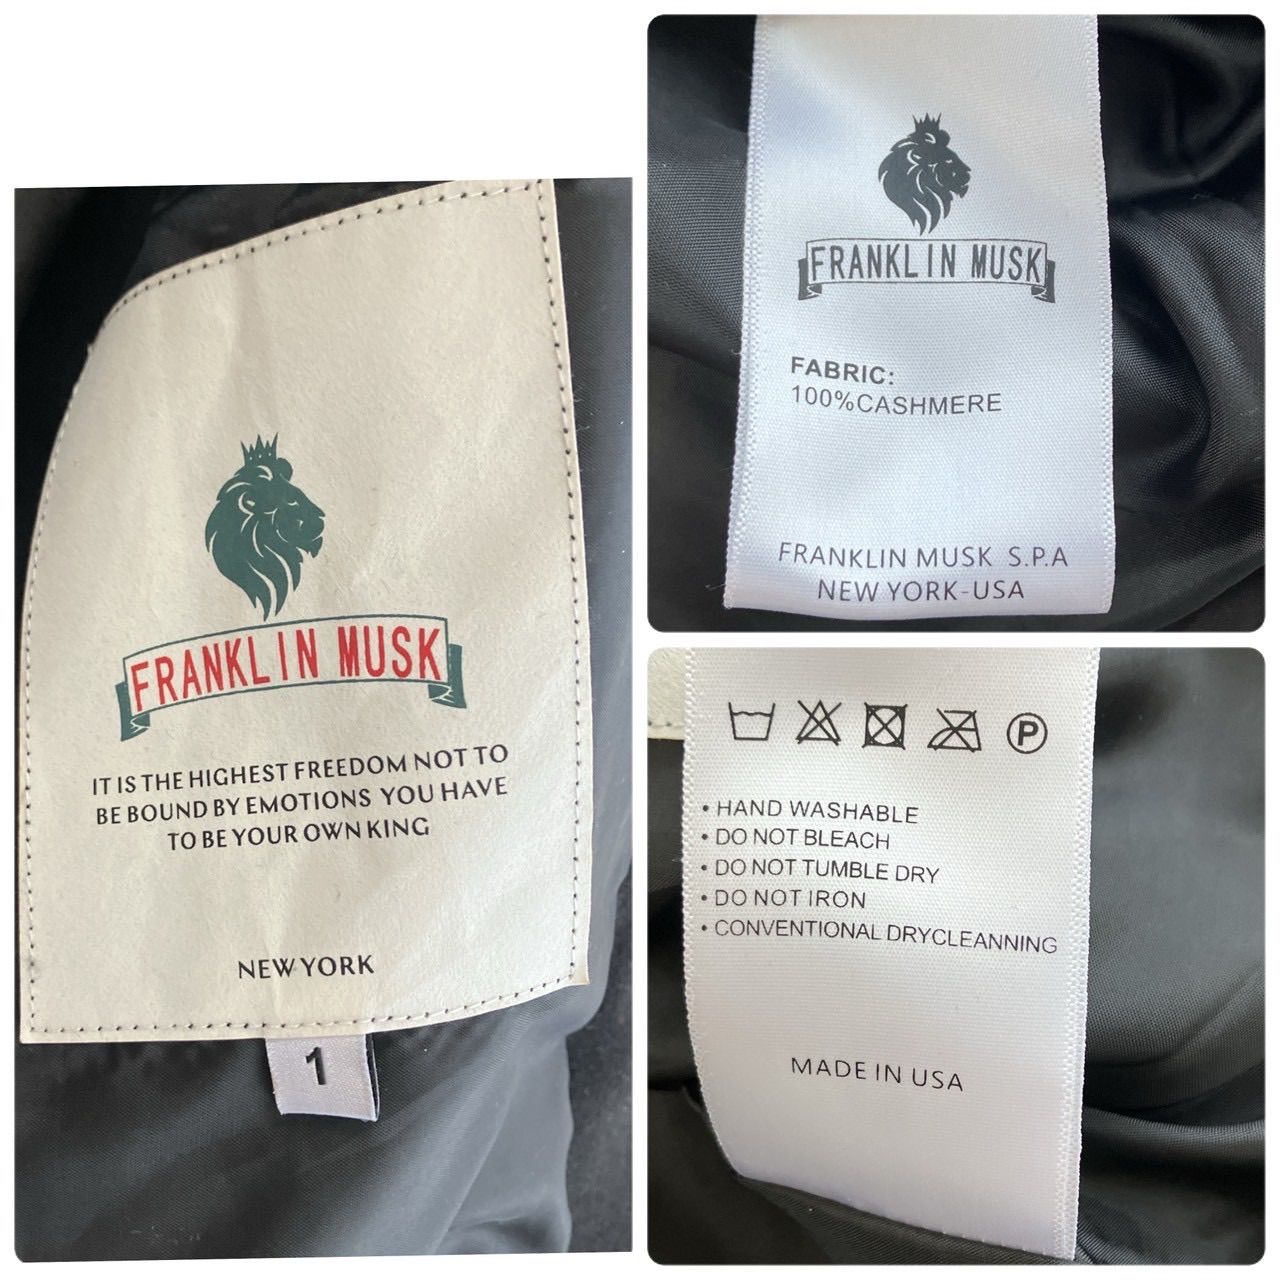 FRANKLIN MUSK
IT IS THE HIGHEST FREEDOM NOT TO
BE BOUND BY EMOTIONS YOU HAVE
TO BE YOUR OWN KING
NEW YORK
1
FRANKLIN MUSK
FABRIC:
100%CASHMERE
FRANKLIN MUSK S.P.A
NEW YORK-USA
P
• HAND WASHABLE
• DO NOT BLEACH
• DO NOT TUMBLE DRY
• DO NOT IRON
• CONVENTIONAL DRYCLEANNING
MADE IN USA